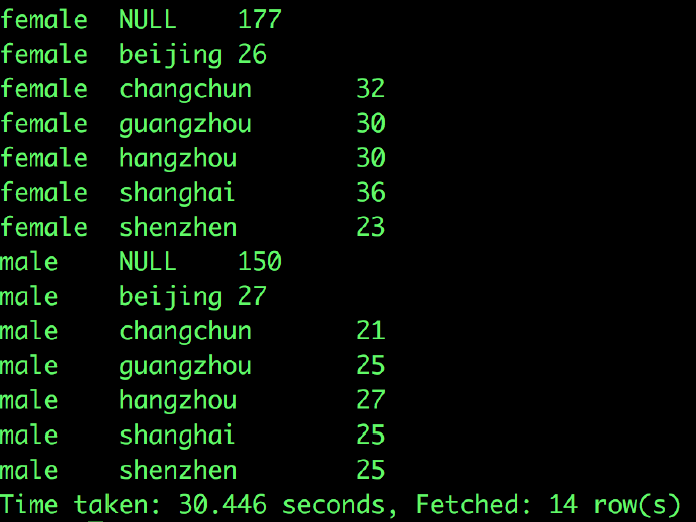 female  NULL    177
female  beijing 26
female  changchun       32
female  guangzhou       30
female  hangzhou        30
female  shanghai        36
female  shenzhen        23
male    NULL    150
male    beijing 27
male    changchun       21
male    guangzhou       25
male    hangzhou        27
male    shanghai        25
male    shenzhen        25
Time taken: 30.446 seconds, Fetched: 14 row(s)